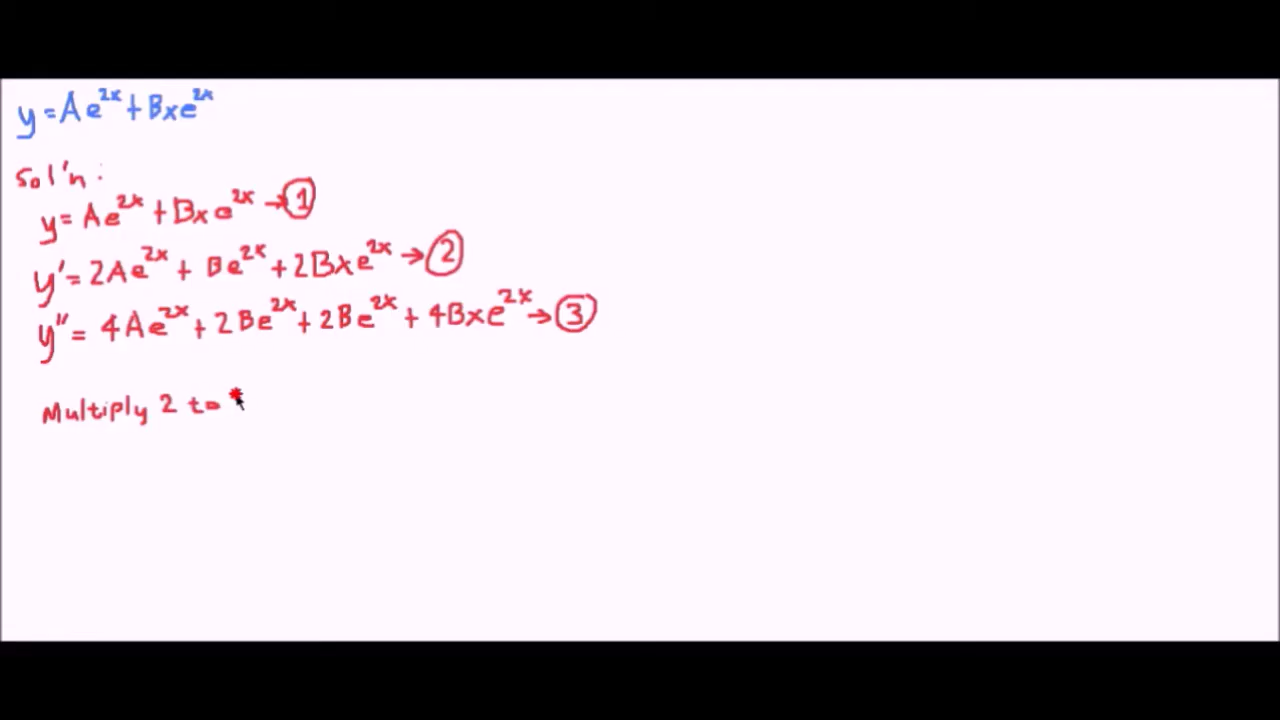 y = Ae^2x + Bxe^2x
Sol'n :
y = Ae^2x + Bxe^2x → ①
y' = 2Ae^2x + Be^2x + 2Bxe^2x → ②
y'' = 4Ae^2x + 2Be^2x + 2Be^2x + 4Bxe^2x → ③
Multiply 2 to